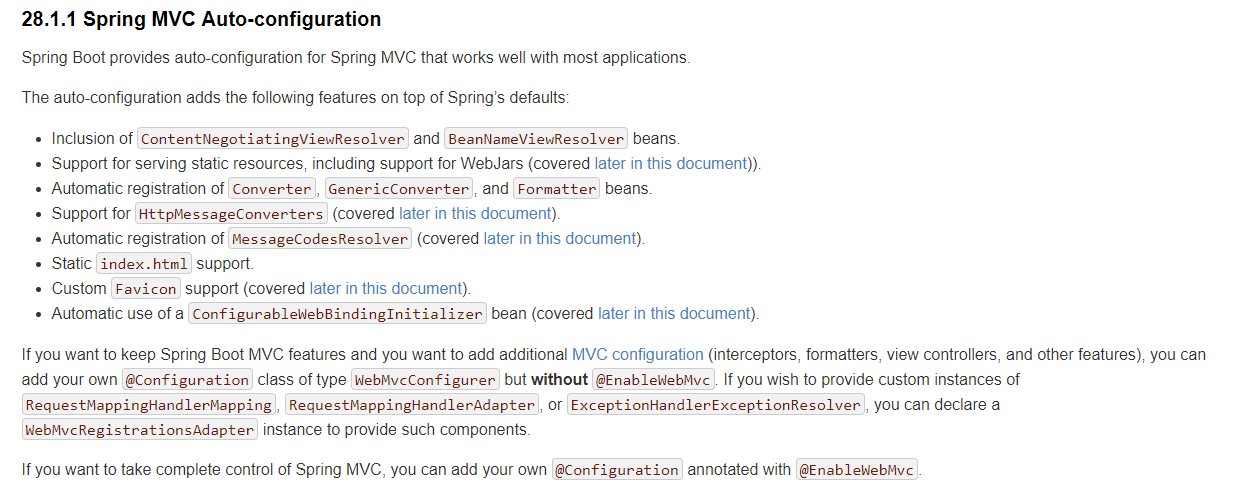 28.1.1 Spring MVC Auto-configuration
Spring Boot provides auto-configuration for Spring MVC that works well with most applications.
The auto-configuration adds the following features on top of Spring’s defaults:
• Inclusion of ContentNegotiatingViewResolver and BeanNameViewResolver beans.
• Support for serving static resources, including support for WebJars (covered later in this document)).
• Automatic registration of Converter, GenericConverter, and Formatter beans.
• Support for HttpMessageConverters (covered later in this document).
• Automatic registration of MessageCodesResolver (covered later in this document).
• Static index.html support.
• Custom Favicon support (covered later in this document).
• Automatic use of a ConfigurableWebBindingInitializer bean (covered later in this document).
If you want to keep Spring Boot MVC features and you want to add additional MVC configuration (interceptors, formatters, view controllers, and other features), you can
add your own @Configuration class of type WebMvcConfigurer but without @EnableWebMvc. If you wish to provide custom instances of
RequestMappingHandlerMapping, RequestMappingHandlerAdapter, or ExceptionHandlerExceptionResolver, you can declare a
WebMvcRegistrationsAdapter instance to provide such components.
If you want to take complete control of Spring MVC, you can add your own @Configuration annotated with @EnableWebMvc.